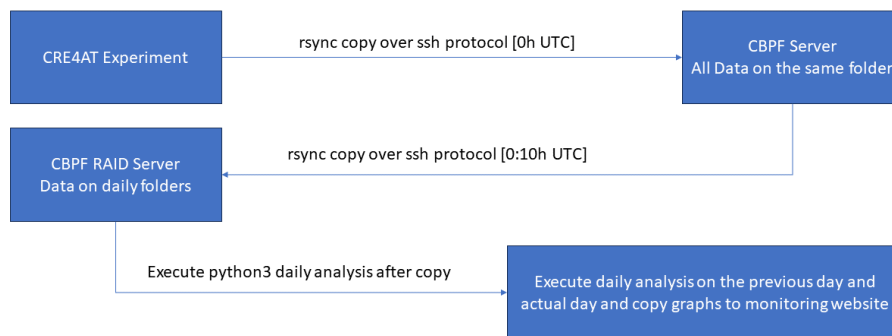 CRE4AT Experiment
rsync copy over ssh protocol [0h UTC]
CBPF Server
All Data on the same folder
CBPF RAID Server
Data on daily folders
rsync copy over ssh protocol [0:10h UTC]
Execute python3 daily analysis after copy
Execute daily analysis on the previous day and
actual day and copy graphs to monitoring website